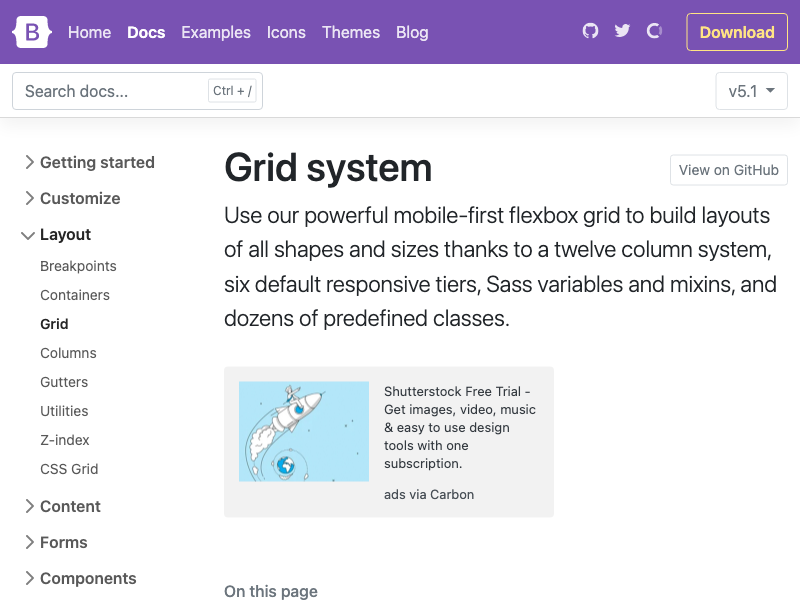 B Home Docs Examples Icons Themes Blog Download
Search docs... Ctrl + / v5.1
Getting started
Customize
Layout
Breakpoints
Containers
Grid
Columns
Gutters
Utilities
Z-index
CSS Grid
Content
Forms
Components
Grid system
View on GitHub
Use our powerful mobile-first flexbox grid to build layouts
of all shapes and sizes thanks to a twelve column system,
six default responsive tiers, Sass variables and mixins, and
dozens of predefined classes.
Shutterstock Free Trial -
Get images, video, music
& easy to use design
tools with one
subscription.
ads via Carbon
On this page